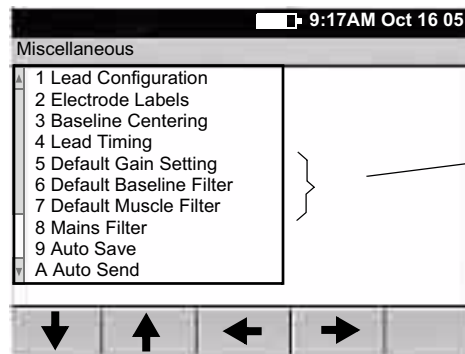 9:17AM Oct 16 05
Miscellaneous
1 Lead Configuration
2 Electrode Labels
3 Baseline Centering
4 Lead Timing
5 Default Gain Setting
6 Default Baseline Filter
7 Default Muscle Filter
8 Mains Filter
9 Auto Save
A Auto Send